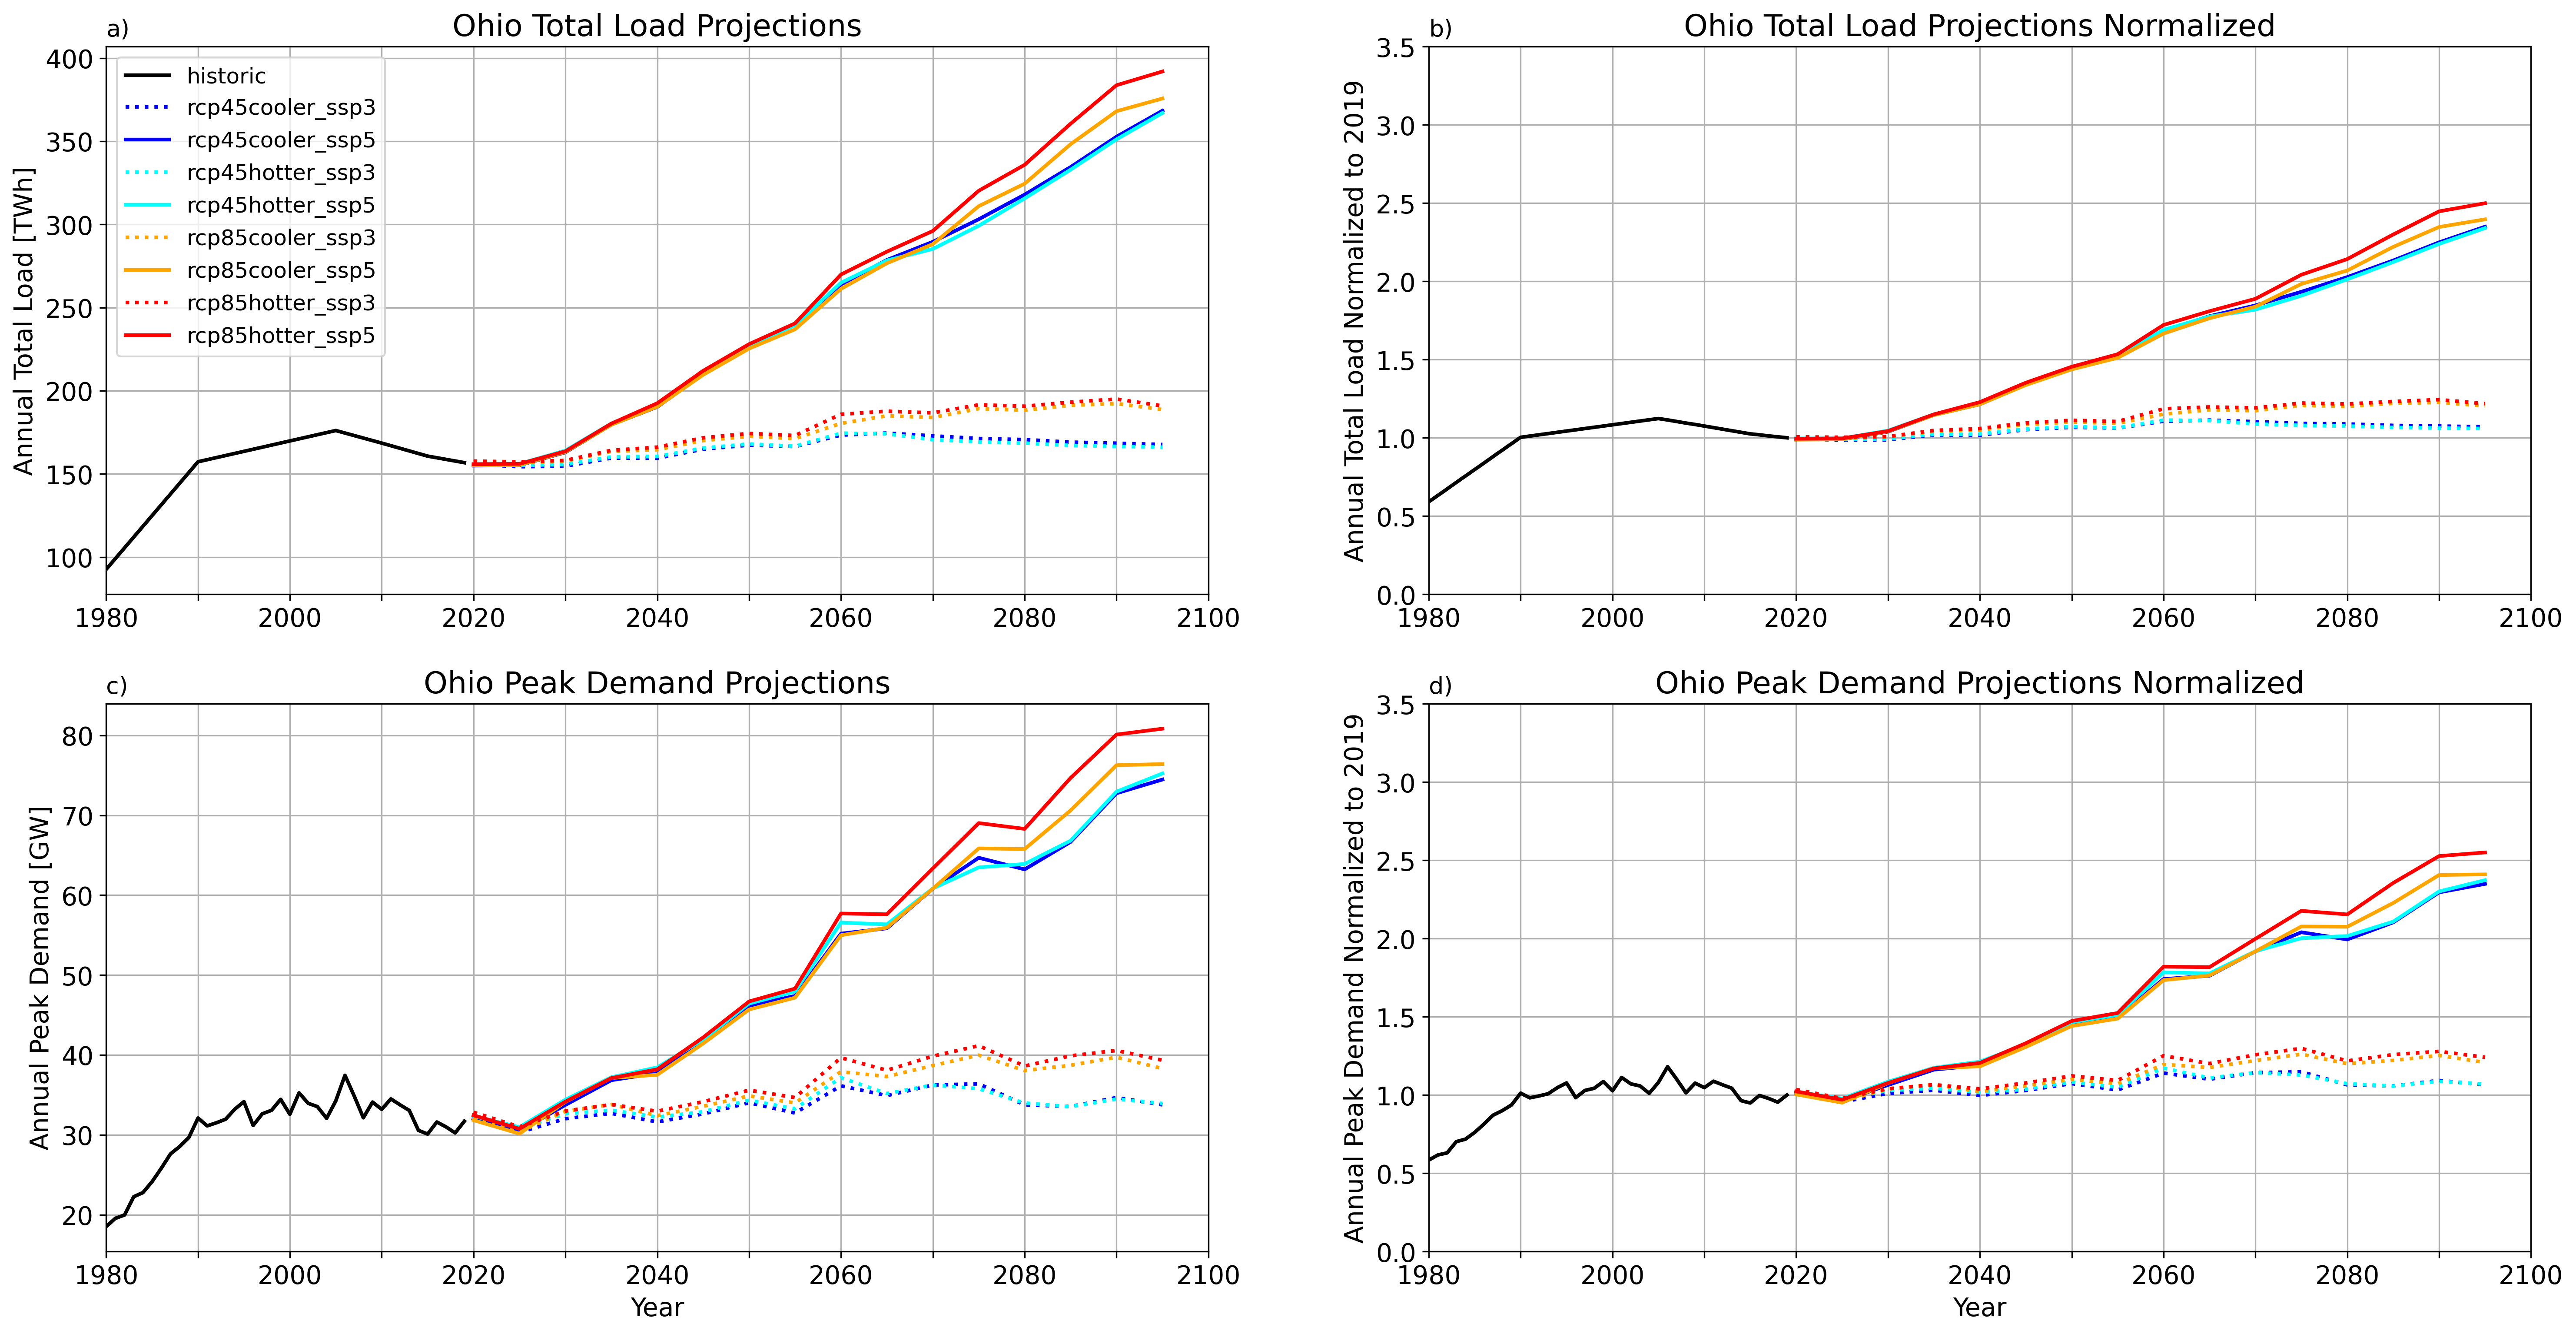 a)
Ohio Total Load Projections
Annual Total Load [TWh]
400
350
300
250
200
150
100
historic
rcp45cooler_ssp3
rcp45cooler_ssp5
rcp45hotter_ssp3
rcp45hotter_ssp5
rcp85cooler_ssp3
rcp85cooler_ssp5
rcp85hotter_ssp3
rcp85hotter_ssp5
1980 2000 2020 2040 2060 2080 2100
b)
Ohio Total Load Projections Normalized
Annual Total Load Normalized to 2019
3.5
3.0
2.5
2.0
1.5
1.0
0.5
0.0
1980 2000 2020 2040 2060 2080 2100
c)
Ohio Peak Demand Projections
Annual Peak Demand [GW]
80
70
60
50
40
30
20
1980 2000 2020 2040 2060 2080 2100
Year
d)
Ohio Peak Demand Projections Normalized
Annual Peak Demand Normalized to 2019
3.5
3.0
2.5
2.0
1.5
1.0
0.5
0.0
1980 2000 2020 2040 2060 2080 2100
Year